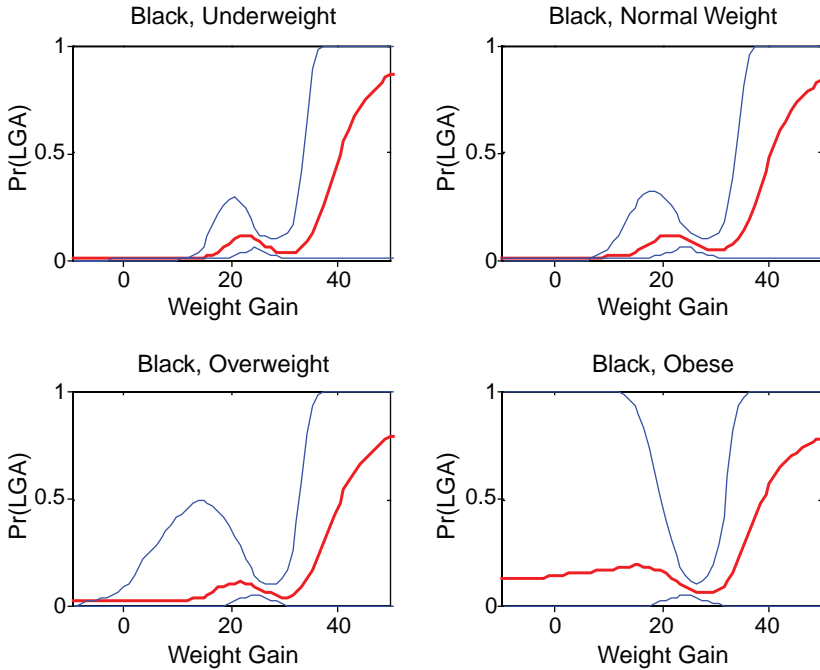 Black, Underweight
1
0.5
0
Pr(LGA)
0 20 40
Weight Gain
Black, Normal Weight
1
0.5
0
Pr(LGA)
0 20 40
Weight Gain
Black, Overweight
1
0.5
0
Pr(LGA)
0 20 40
Weight Gain
Black, Obese
1
0.5
0
Pr(LGA)
0 20 40
Weight Gain